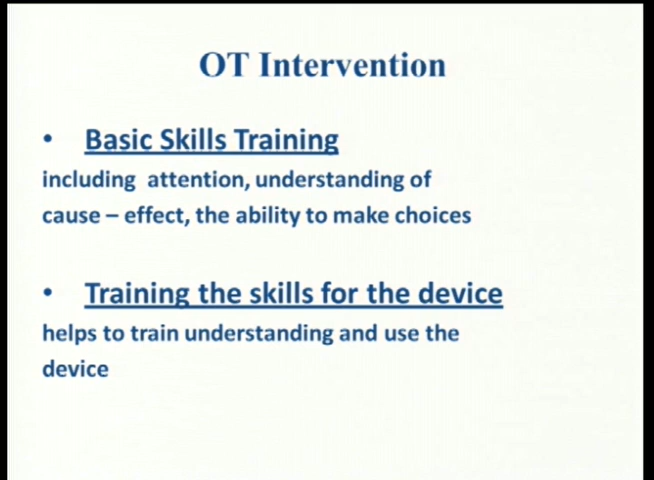 OT Intervention
• Basic Skills Training
including attention, understanding of
cause – effect, the ability to make choices
• Training the skills for the device
helps to train understanding and use the
device